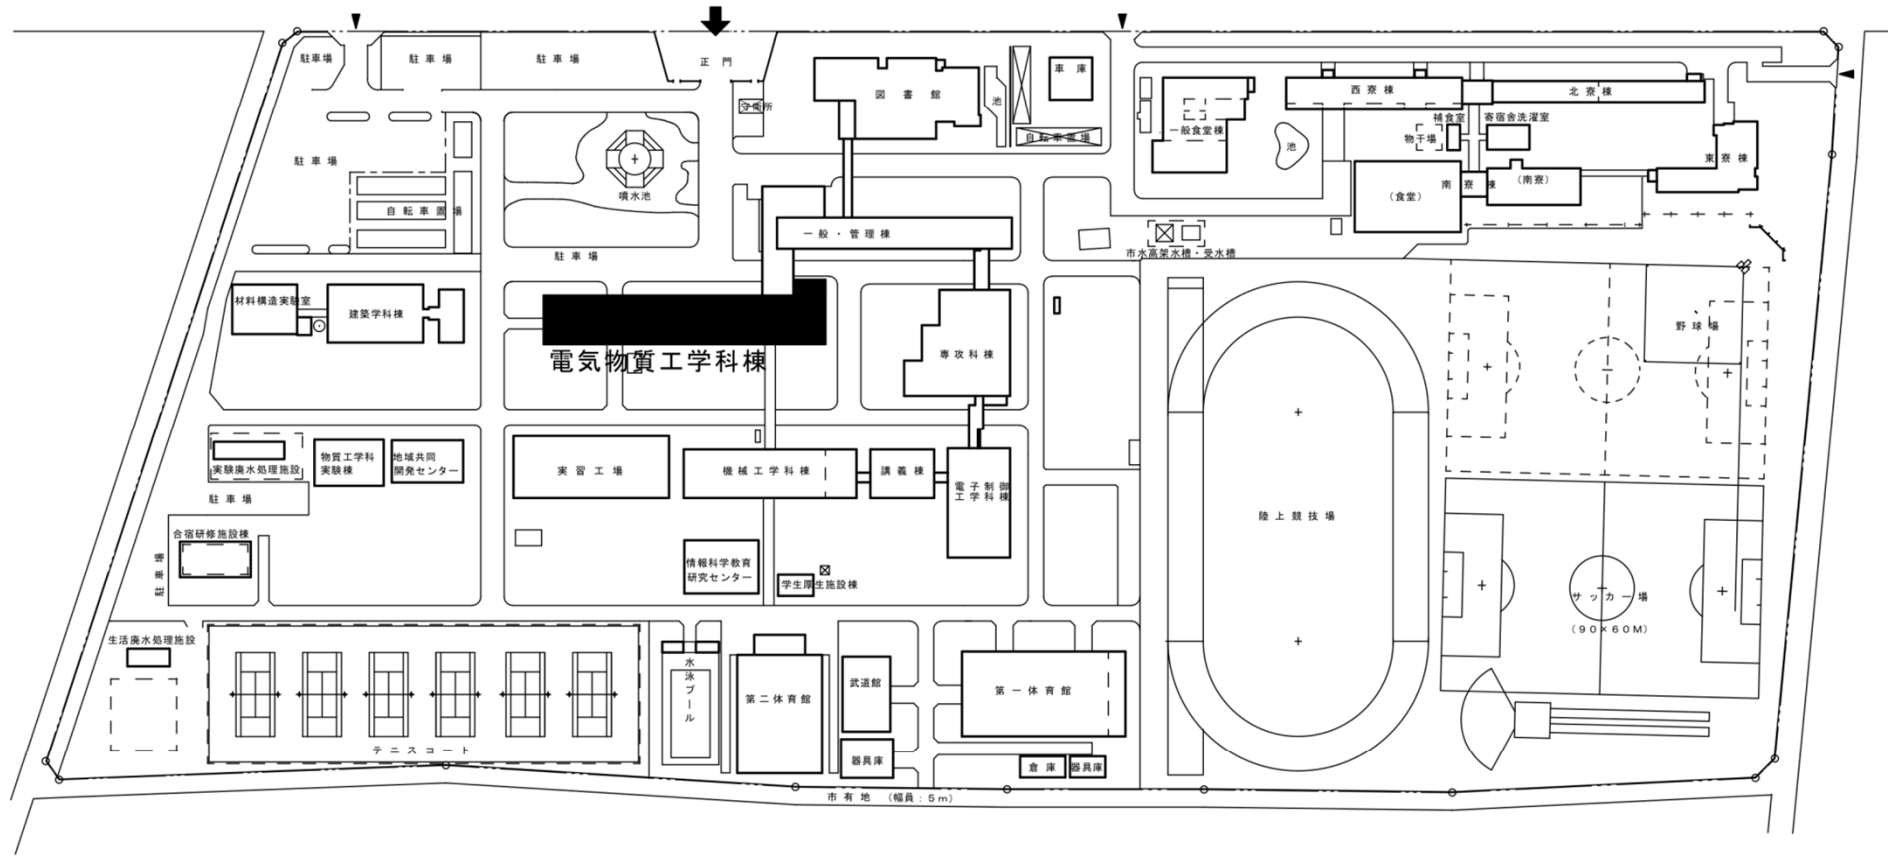 駐車場
駐車場
駐車場
正門
守衛所
図書館
池
車庫
自転車置場
一般食堂棟
池
西寮棟
北寮棟
補食室
寄宿舎洗濯室
物干場
東寮棟
南寮棟
（南寮）
（食堂）
駐車場
自転車置場
噴水池
一般・管理棟
駐車場
市水高架水槽・受水槽
材料構造実験室
建築学科棟
電気物質工学科棟
専攻科棟
野球場
実験廃水処理施設
物質工学科
実験棟
地域共同
開発センター
実習工場
機械工学科棟
講義棟
電子制御
工学科棟
陸上競技場
駐車場
合宿研修施設棟
駐車場
情報科学教育
研究センター
学生厚生施設棟
サッカー場
（９０×６０Ｍ）
生活廃水処理施設
テニスコート
水泳プール
第二体育館
武道館
器具庫
第一体育館
倉庫
器具庫
市有地　（幅員：５ｍ）